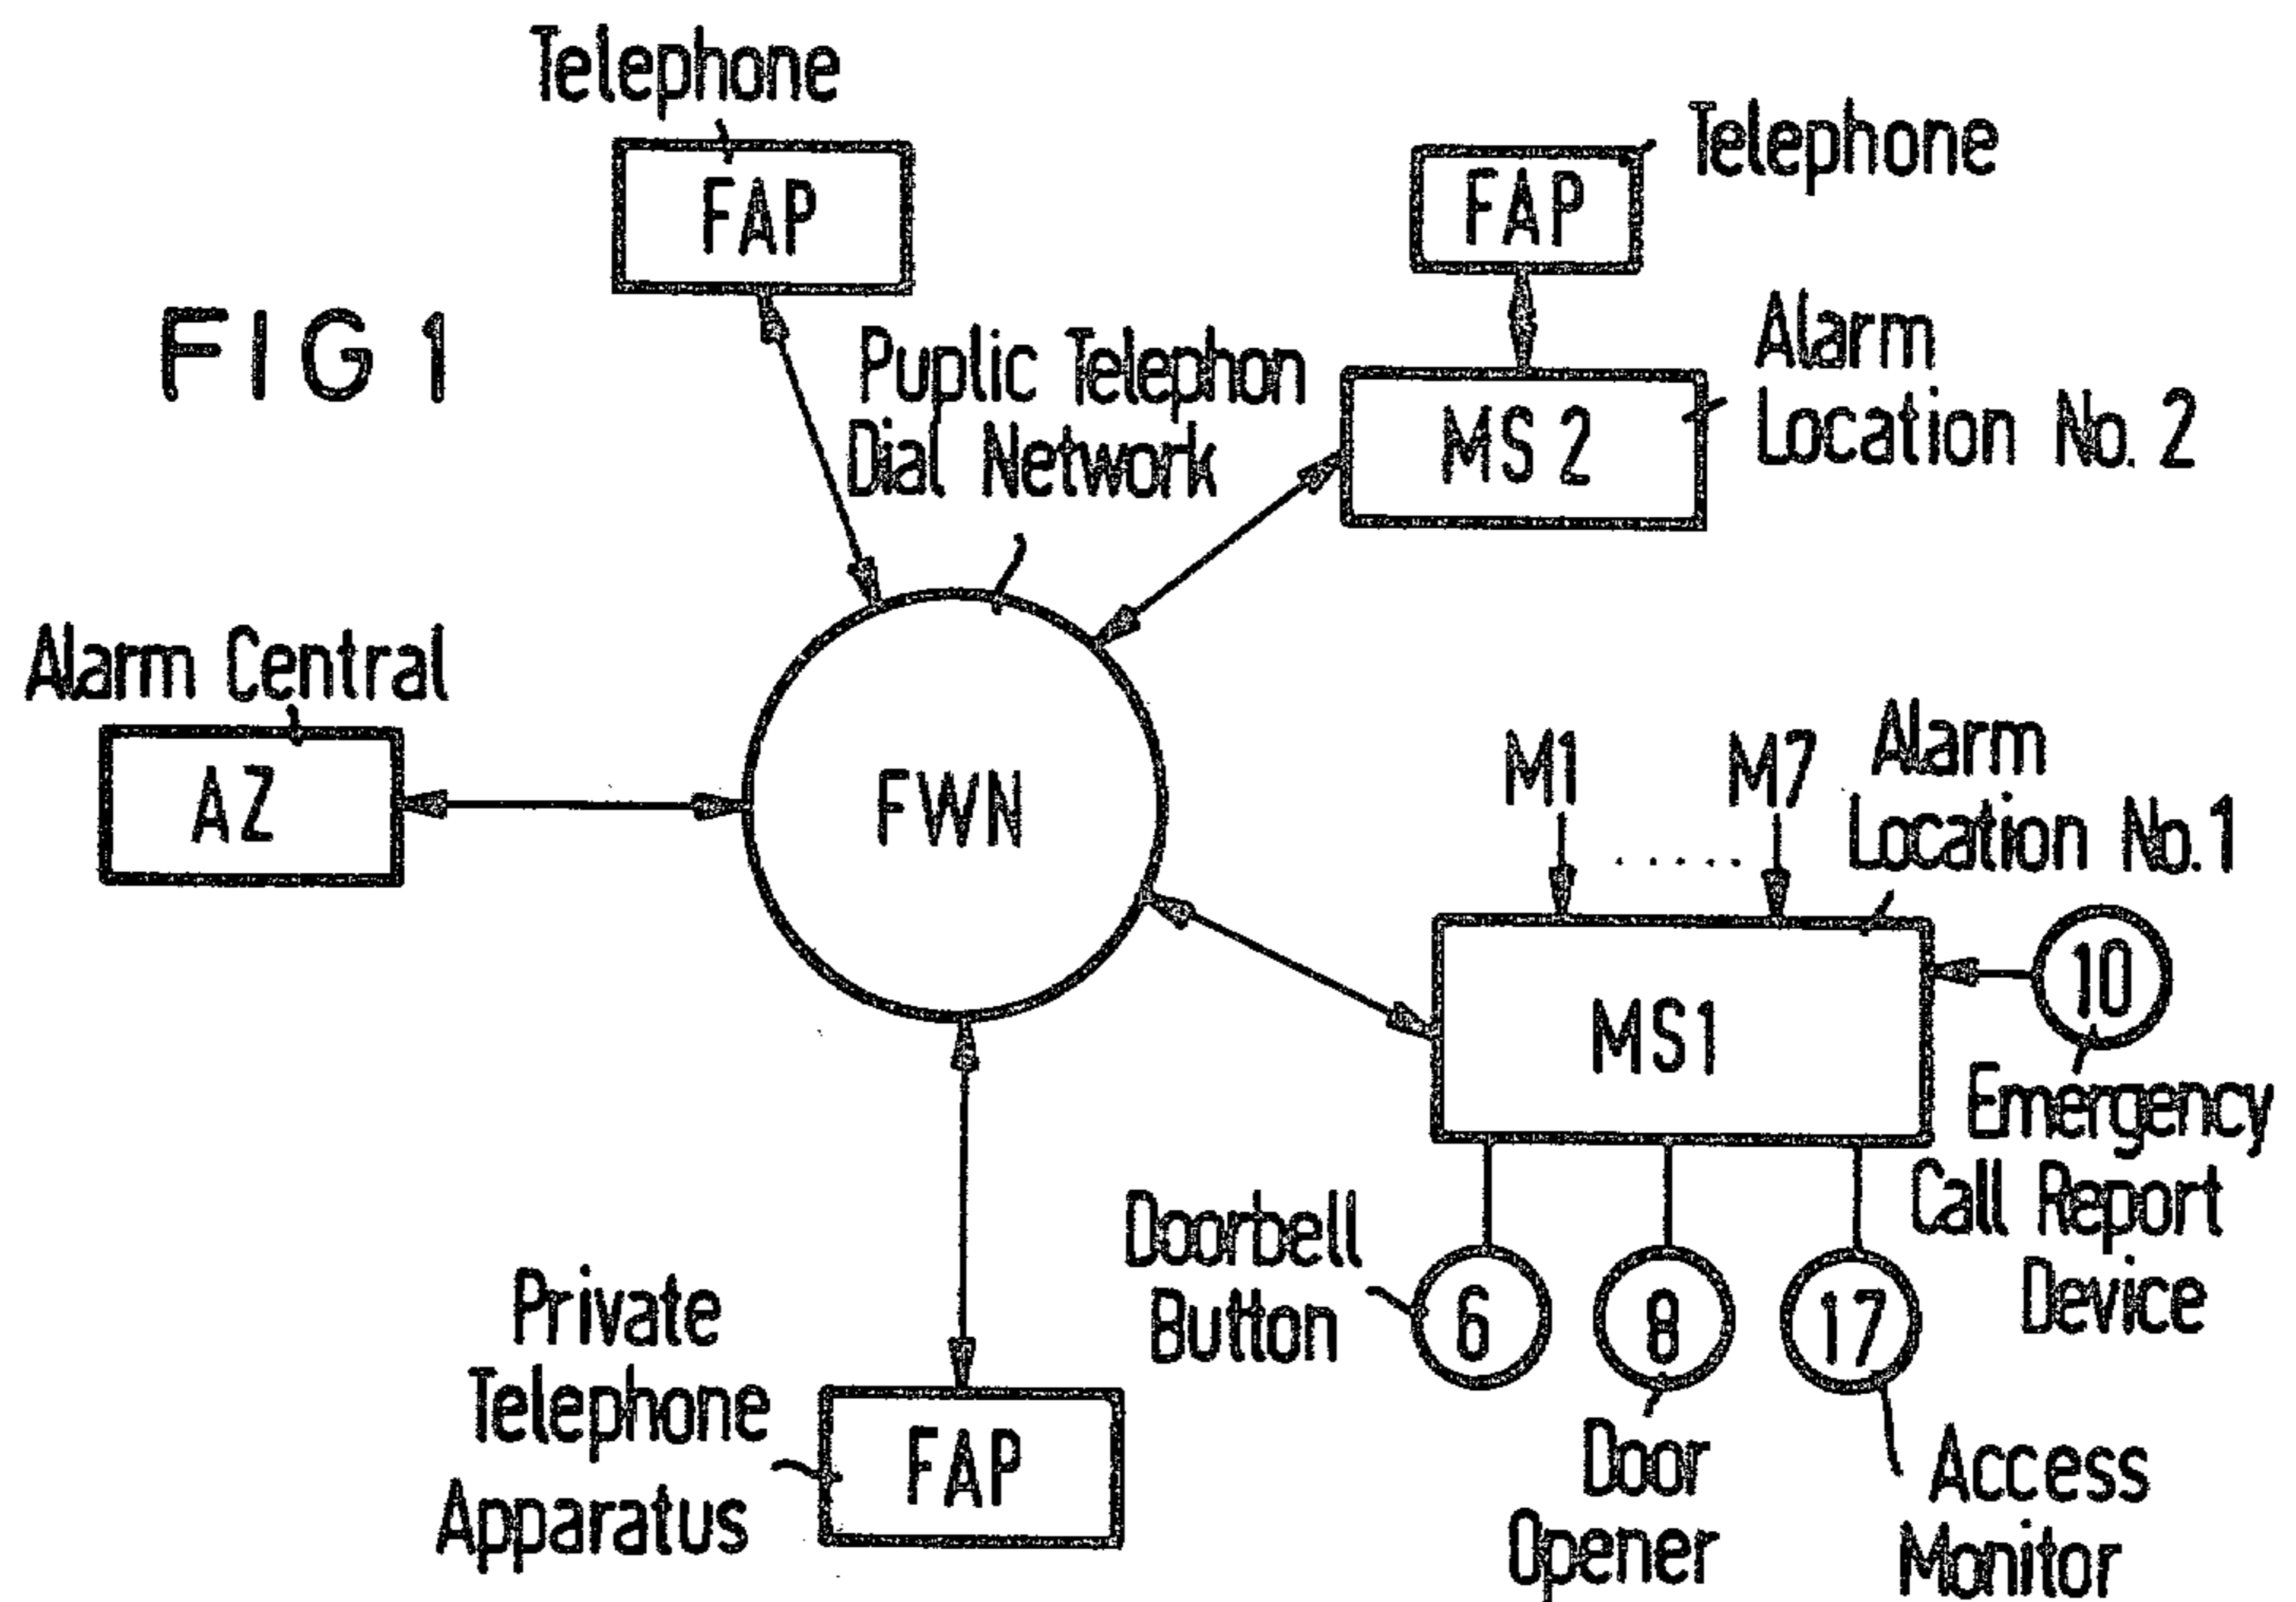 Telephone
FAP
Telephone
FAP
FIG 1
Puplic Telephon
Dial Network
Alarm
Location No. 2
MS 2
Alarm Central
AZ
FWN
M1
M7
Alarm
Location No. 1
MS1
10
Emergency
Call Report
Device
Doorbell
Button
6
8
17
Door
Opener
Access
Monitor
Private
Telephone
Apparatus
FAP